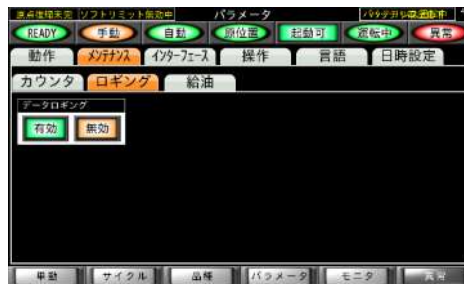 原点復帰未完 ソフトリミット無効中 パラメータ
READY 手動 自動 原位置 起動可 運転中 異常
動作 メンテナンス インターフェース 操作 言語 日時設定
カウンタ ロギング 給油
データロギング
有効 無効
単動 サイクル 品種 パラメータ モニタ 異常